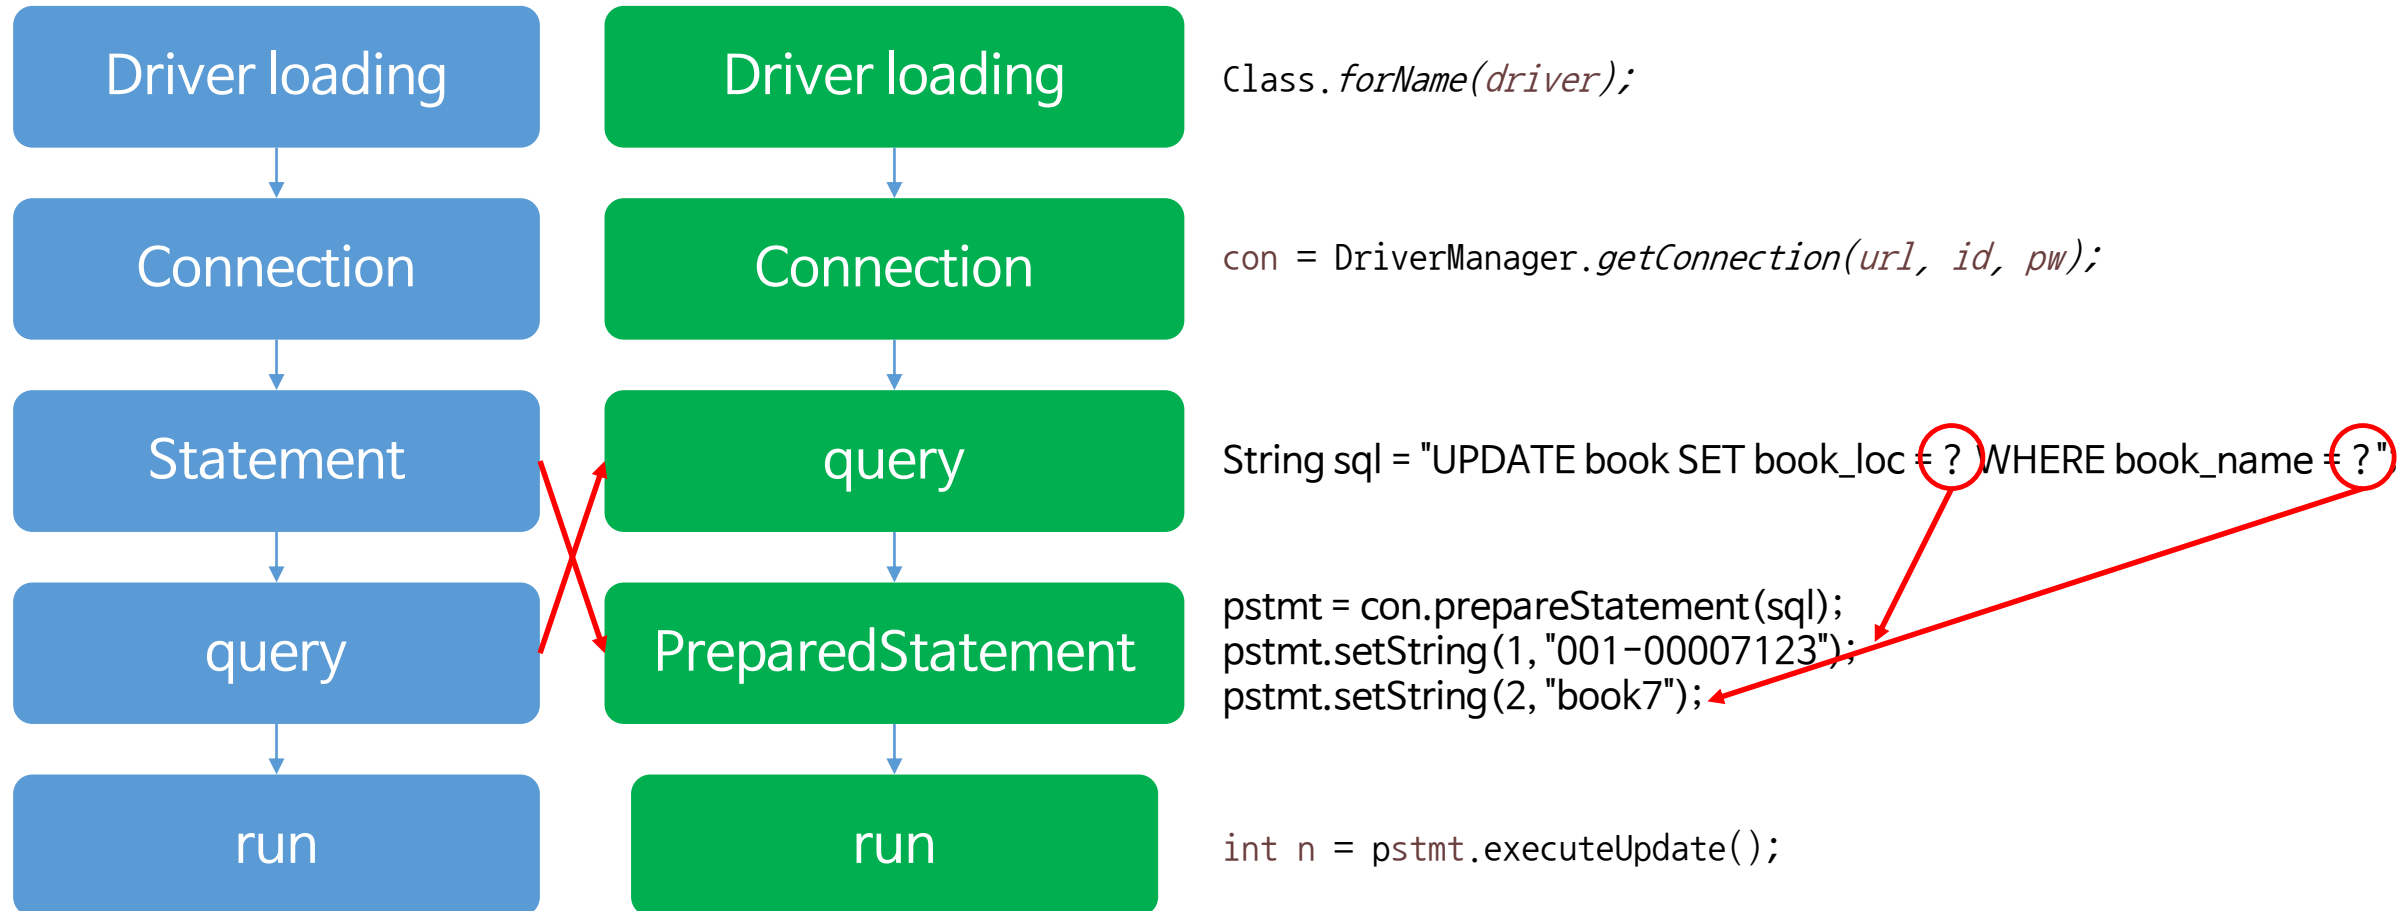 Driver loading
Driver loading
Class.forName(driver);
Connection
Connection
con = DriverManager.getConnection(url, id, pw);
Statement
query
String sql = "UPDATE book SET book_loc = ? WHERE book_name = ?";
query
PreparedStatement
pstmt = con.prepareStatement(sql);
pstmt.setString(1, "001-00007123");
pstmt.setString(2, "book7");
run
run
int n = pstmt.executeUpdate();